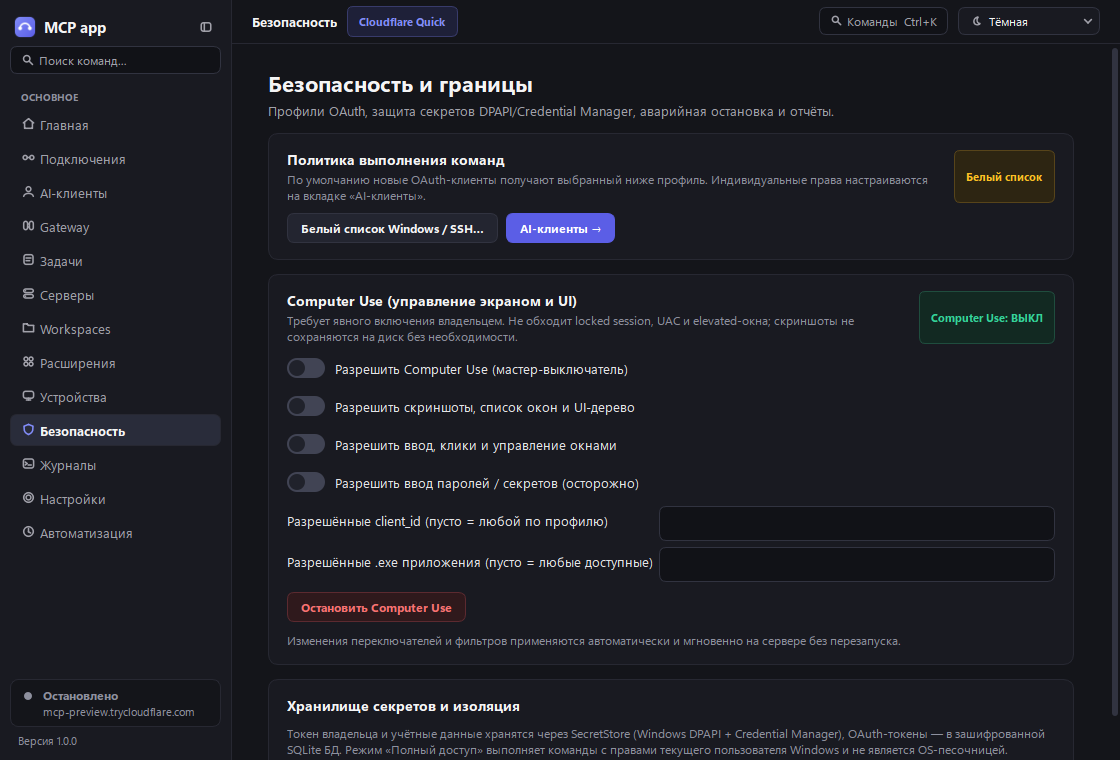 MCP app
Поиск команд...
ОСНОВНОЕ
Главная
Подключения
AI-клиенты
Gateway
Задачи
Серверы
Workspaces
Расширения
Устройства
Безопасность
Журналы
Настройки
Автоматизация
Остановлено
mcp-preview.trycloudflare.com
Версия 1.0.0
Безопасность
Cloudflare Quick
Команды Ctrl+K
Тёмная
Безопасность и границы
Профили OAuth, защита секретов DPAPI/Credential Manager, аварийная остановка и отчёты.
Политика выполнения команд
По умолчанию новые OAuth-клиенты получают выбранный ниже профиль. Индивидуальные права настраиваются
на вкладке «AI-клиенты».
Белый список
Белый список Windows / SSH...
AI-клиенты →
Computer Use (управление экраном и UI)
Требует явного включения владельцем. Не обходит locked session, UAC и elevated-окна; скриншоты не
сохраняются на диск без необходимости.
Computer Use: ВЫКЛ
Разрешить Computer Use (мастер-выключатель)
Разрешить скриншоты, список окон и UI-дерево
Разрешить ввод, клики и управление окнами
Разрешить ввод паролей / секретов (осторожно)
Разрешённые client_id (пусто = любой по профилю)
Разрешённые .exe приложения (пусто = любые доступные)
Остановить Computer Use
Изменения переключателей и фильтров применяются автоматически и мгновенно на сервере без перезапуска.
Хранилище секретов и изоляция
Токен владельца и учётные данные хранятся через SecretStore (Windows DPAPI + Credential Manager), OAuth-токены — в зашифрованной
SQLite БД. Режим «Полный доступ» выполняет команды с правами текущего пользователя Windows и не является OS-песочницей.